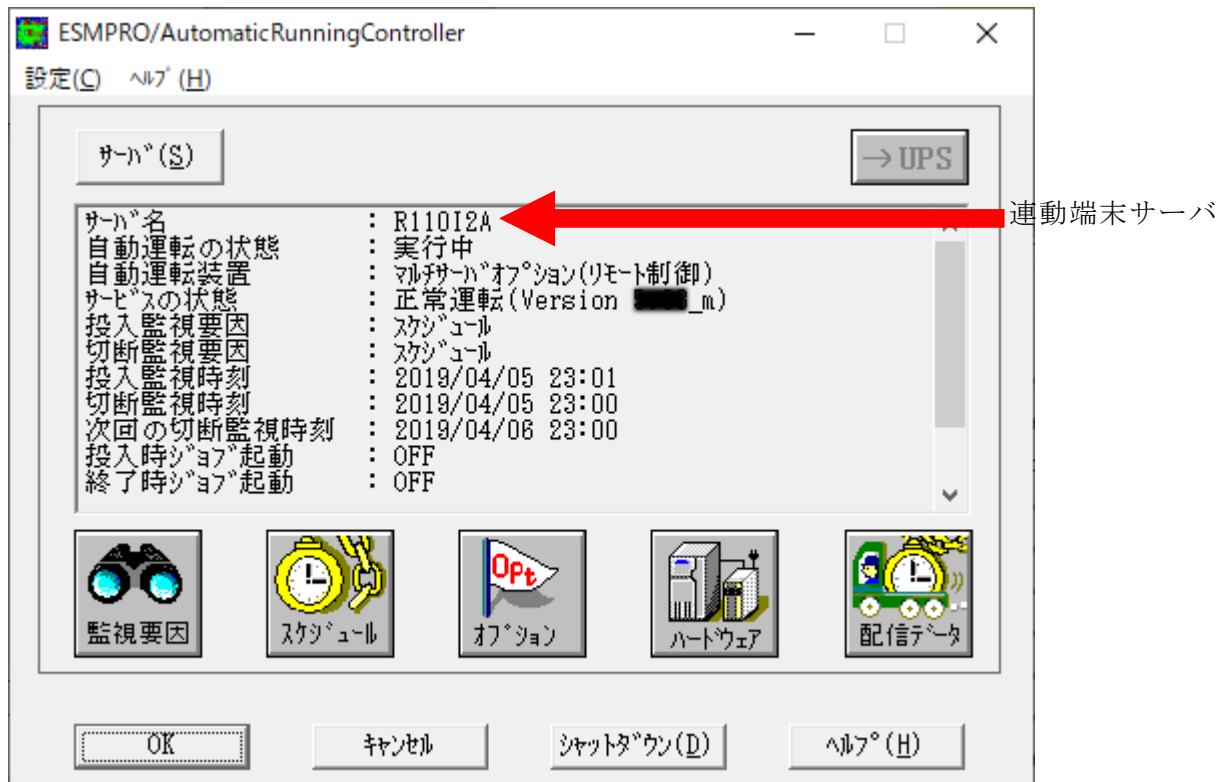 ESMPRO/AutomaticRunningController
設定(C) ﾍﾙﾌﾟ(H)
ｻｰﾊﾞ(S)
→UPS
ｻｰﾊﾞ名 : R110I2A
連動端末サーバ
自動運転の状態 : 実行中
自動運転装置 : ﾏﾙﾁｻｰﾊﾞｵﾌﾟｼｮﾝ(ﾘﾓｰﾄ制御)
ｻｰﾋﾞｽの状態 : 正常運転(Version _m)
投入監視要因 : ｽｹｼﾞｭｰﾙ
切断監視要因 : ｽｹｼﾞｭｰﾙ
投入監視時刻 : 2019/04/05 23:01
切断監視時刻 : 2019/04/05 23:00
次回の切断監視時刻 : 2019/04/06 23:00
投入時ｼﾞｮﾌﾞ起動 : OFF
終了時ｼﾞｮﾌﾞ起動 : OFF
Opt
監視要因
ｽｹｼﾞｭｰﾙ
ｵﾌﾟｼｮﾝ
ﾊｰﾄﾞｳｪｱ
配信ﾃﾞｰﾀ
OK
ｷｬﾝｾﾙ
ｼｬｯﾄﾀﾞｳﾝ(D)
ﾍﾙﾌﾟ(H)